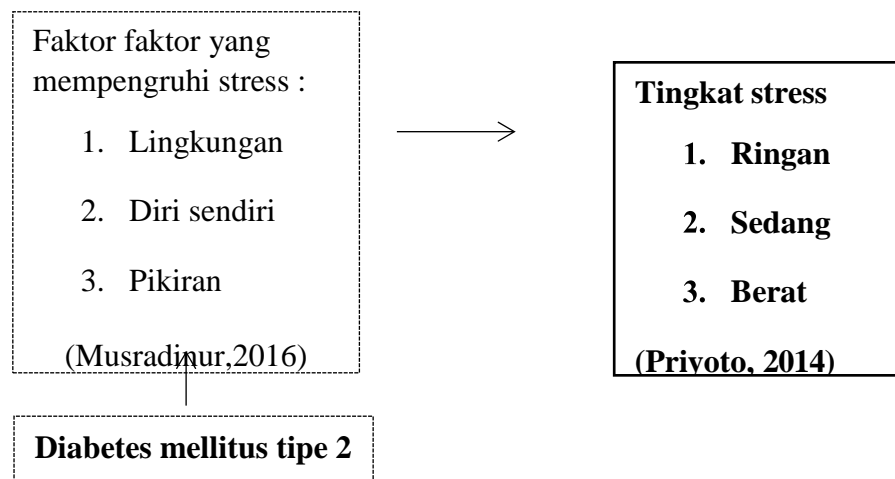 Faktor faktor yang
mempengruhi stress :
1. Lingkungan
2. Diri sendiri
3. Pikiran
(Musradinur,2016)
Diabetes mellitus tipe 2
Tingkat stress
1. Ringan
2. Sedang
3. Berat
(Priyoto, 2014)